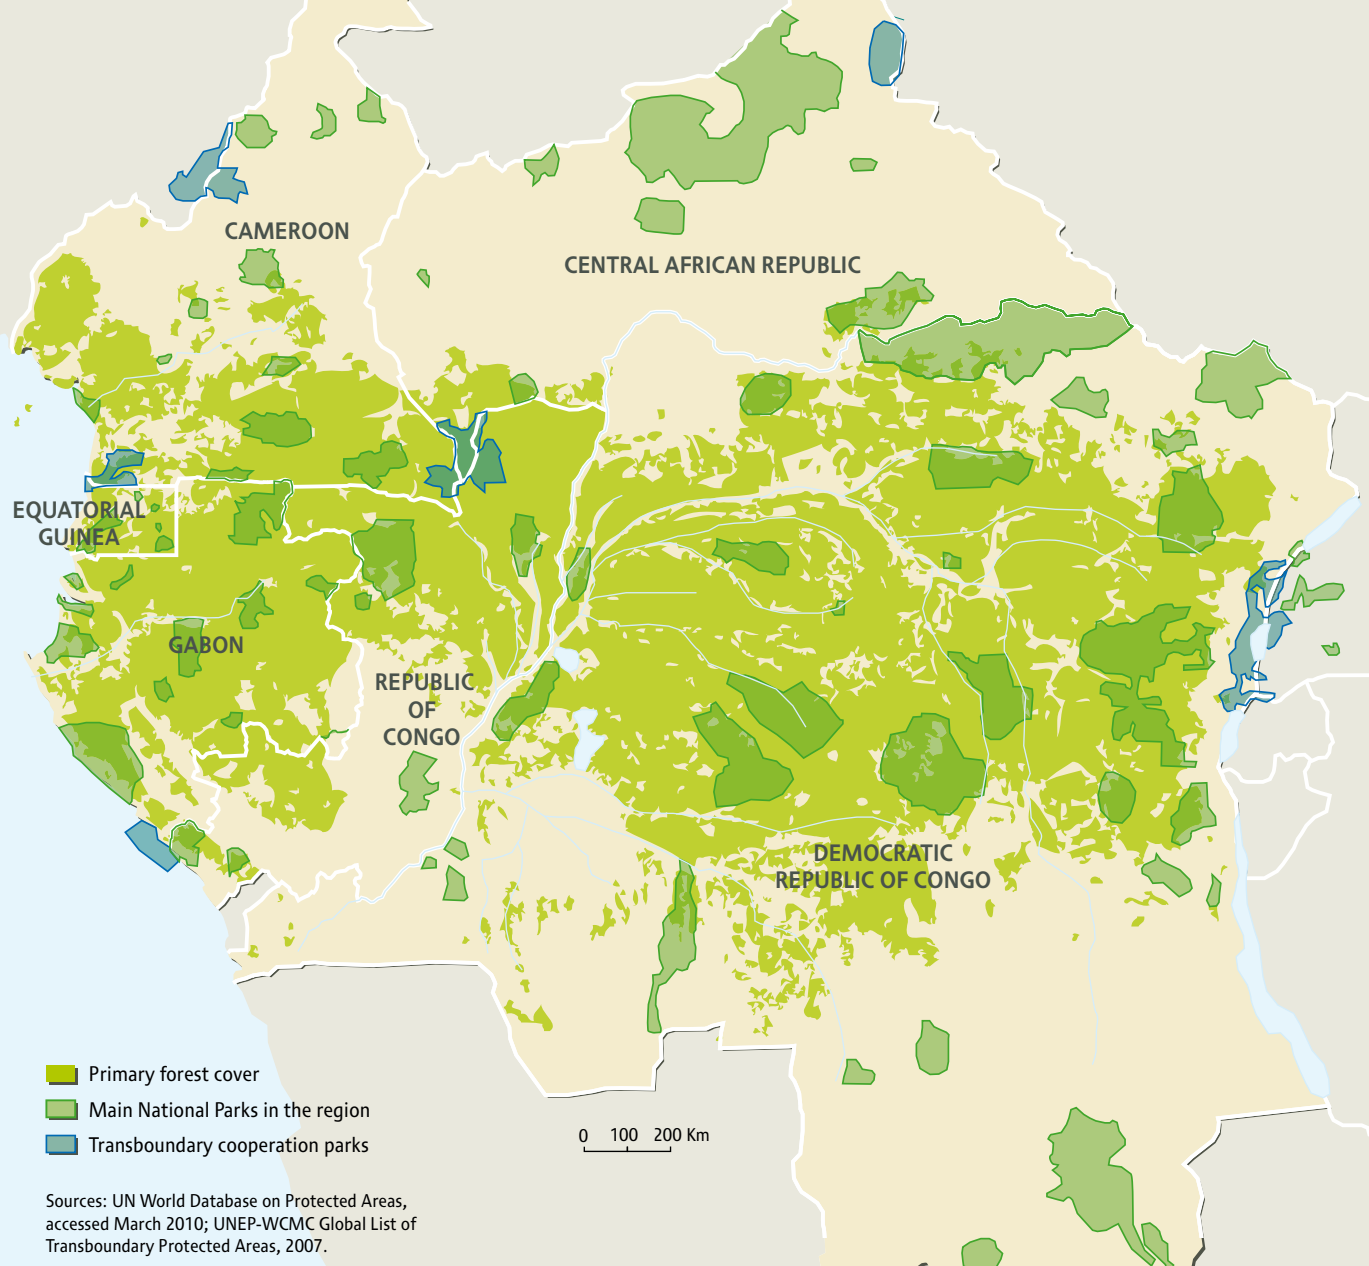 CAMEROON
CENTRAL AFRICAN REPUBLIC
EQUATORIAL
GUINEA
GABON
REPUBLIC
OF
CONGO
DEMOCRATIC
REPUBLIC OF CONGO
Primary forest cover
Main National Parks in the region
Transboundary cooperation parks
0 100 200 Km
Sources: UN World Database on Protected Areas,
accessed March 2010; UNEP-WCMC Global List of
Transboundary Protected Areas, 2007.